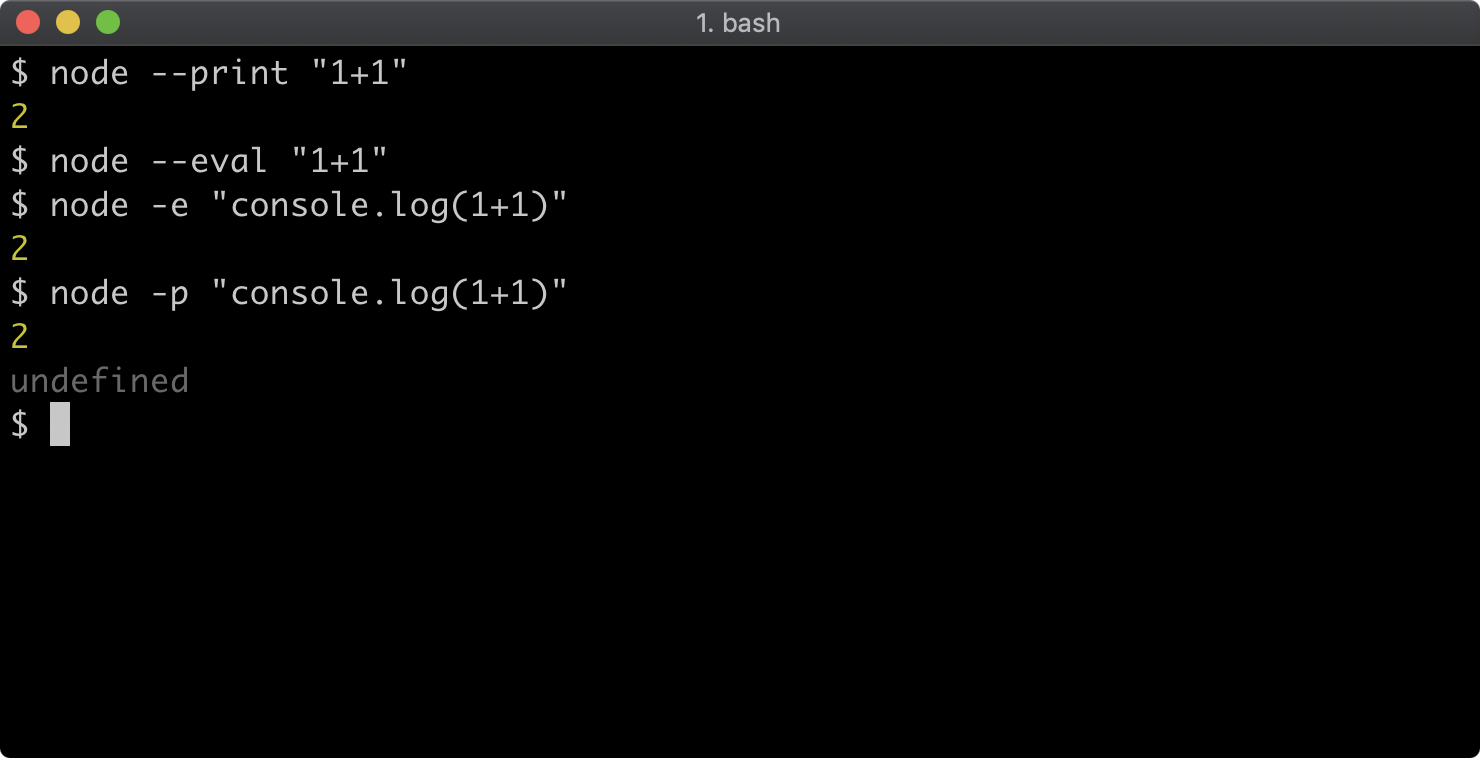 1. bash
$ node --print "1+1"
2
$ node --eval "1+1"
$ node -e "console.log(1+1)"
2
$ node -p "console.log(1+1)"
2
undefined
$